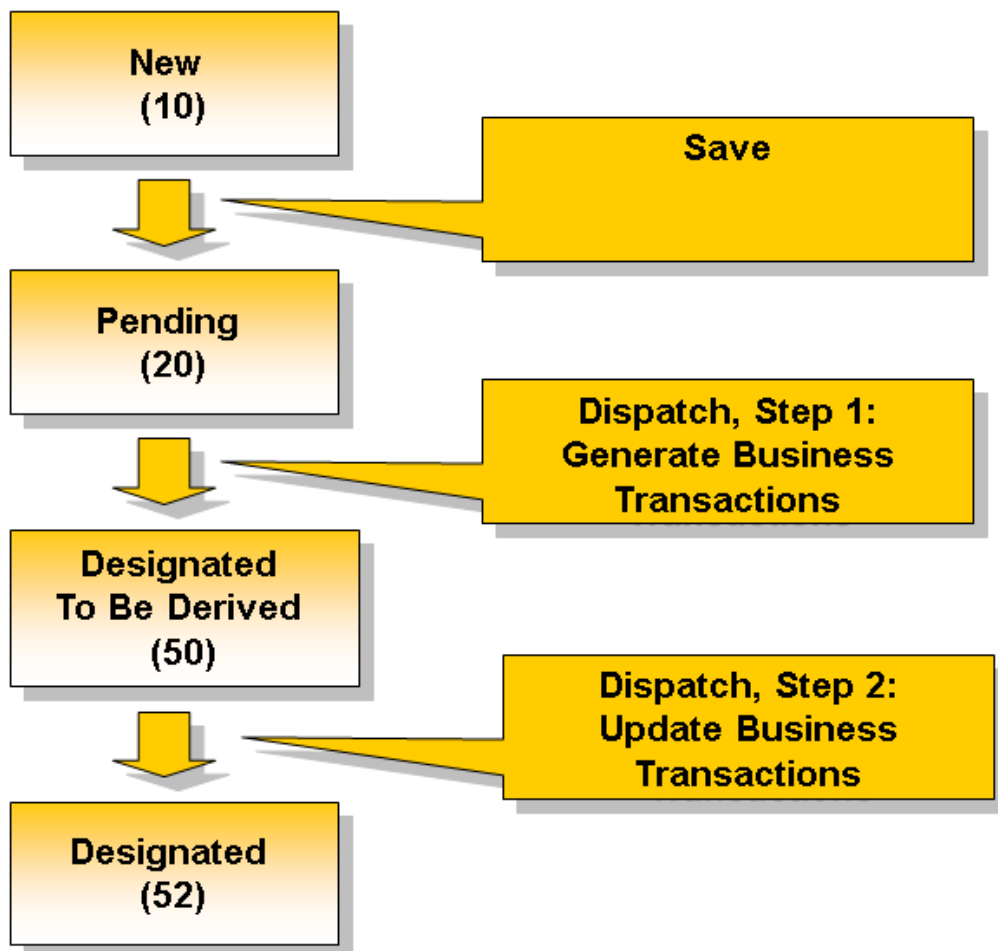 New
(10)
Save
Pending
(20)
Dispatch, Step 1:
Generate Business
Transactions
Designated
To Be Derived
(50)
Dispatch, Step 2:
Update Business
Transactions
Designated
(52)